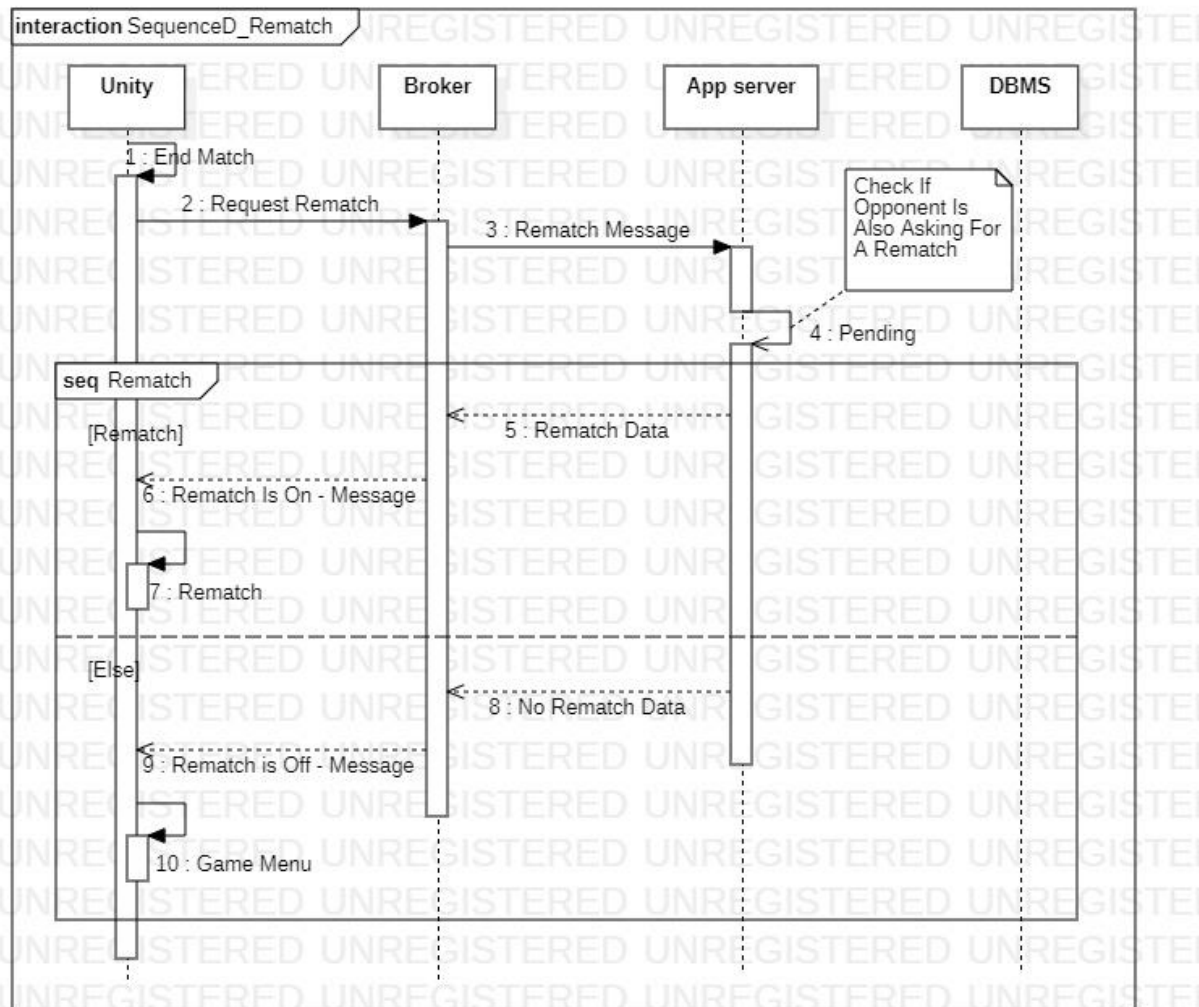 interaction SequenceD_Rematch
Unity
Broker
App server
DBMS
1 : End Match
Check If
Opponent Is
Also Asking For
A Rematch
2 : Request Rematch
3 : Rematch Message
4 : Pending
seq Rematch
[Rematch]
5 : Rematch Data
6 : Rematch Is On - Message
7 : Rematch
[Else]
8 : No Rematch Data
9 : Rematch is Off - Message
10 : Game Menu
UNREGISTERED